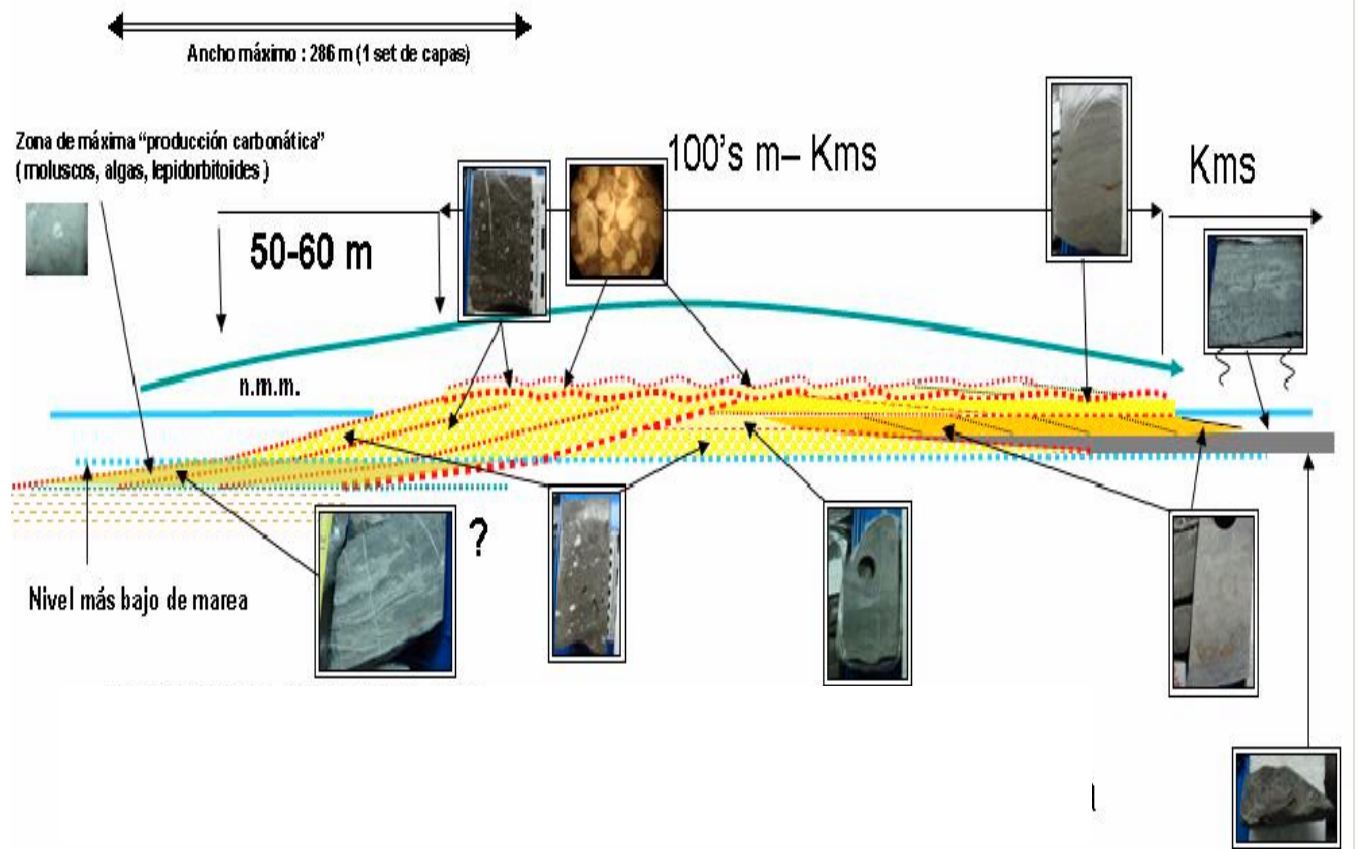 Ancho máximo : 286 m (1 set de capas)
Zona de máxima “producción carbonática”
( moluscos, algas, lepidorbitoides )
100's m– Kms
Kms
50-60 m
n.m.m.
?
Nivel más bajo de marea